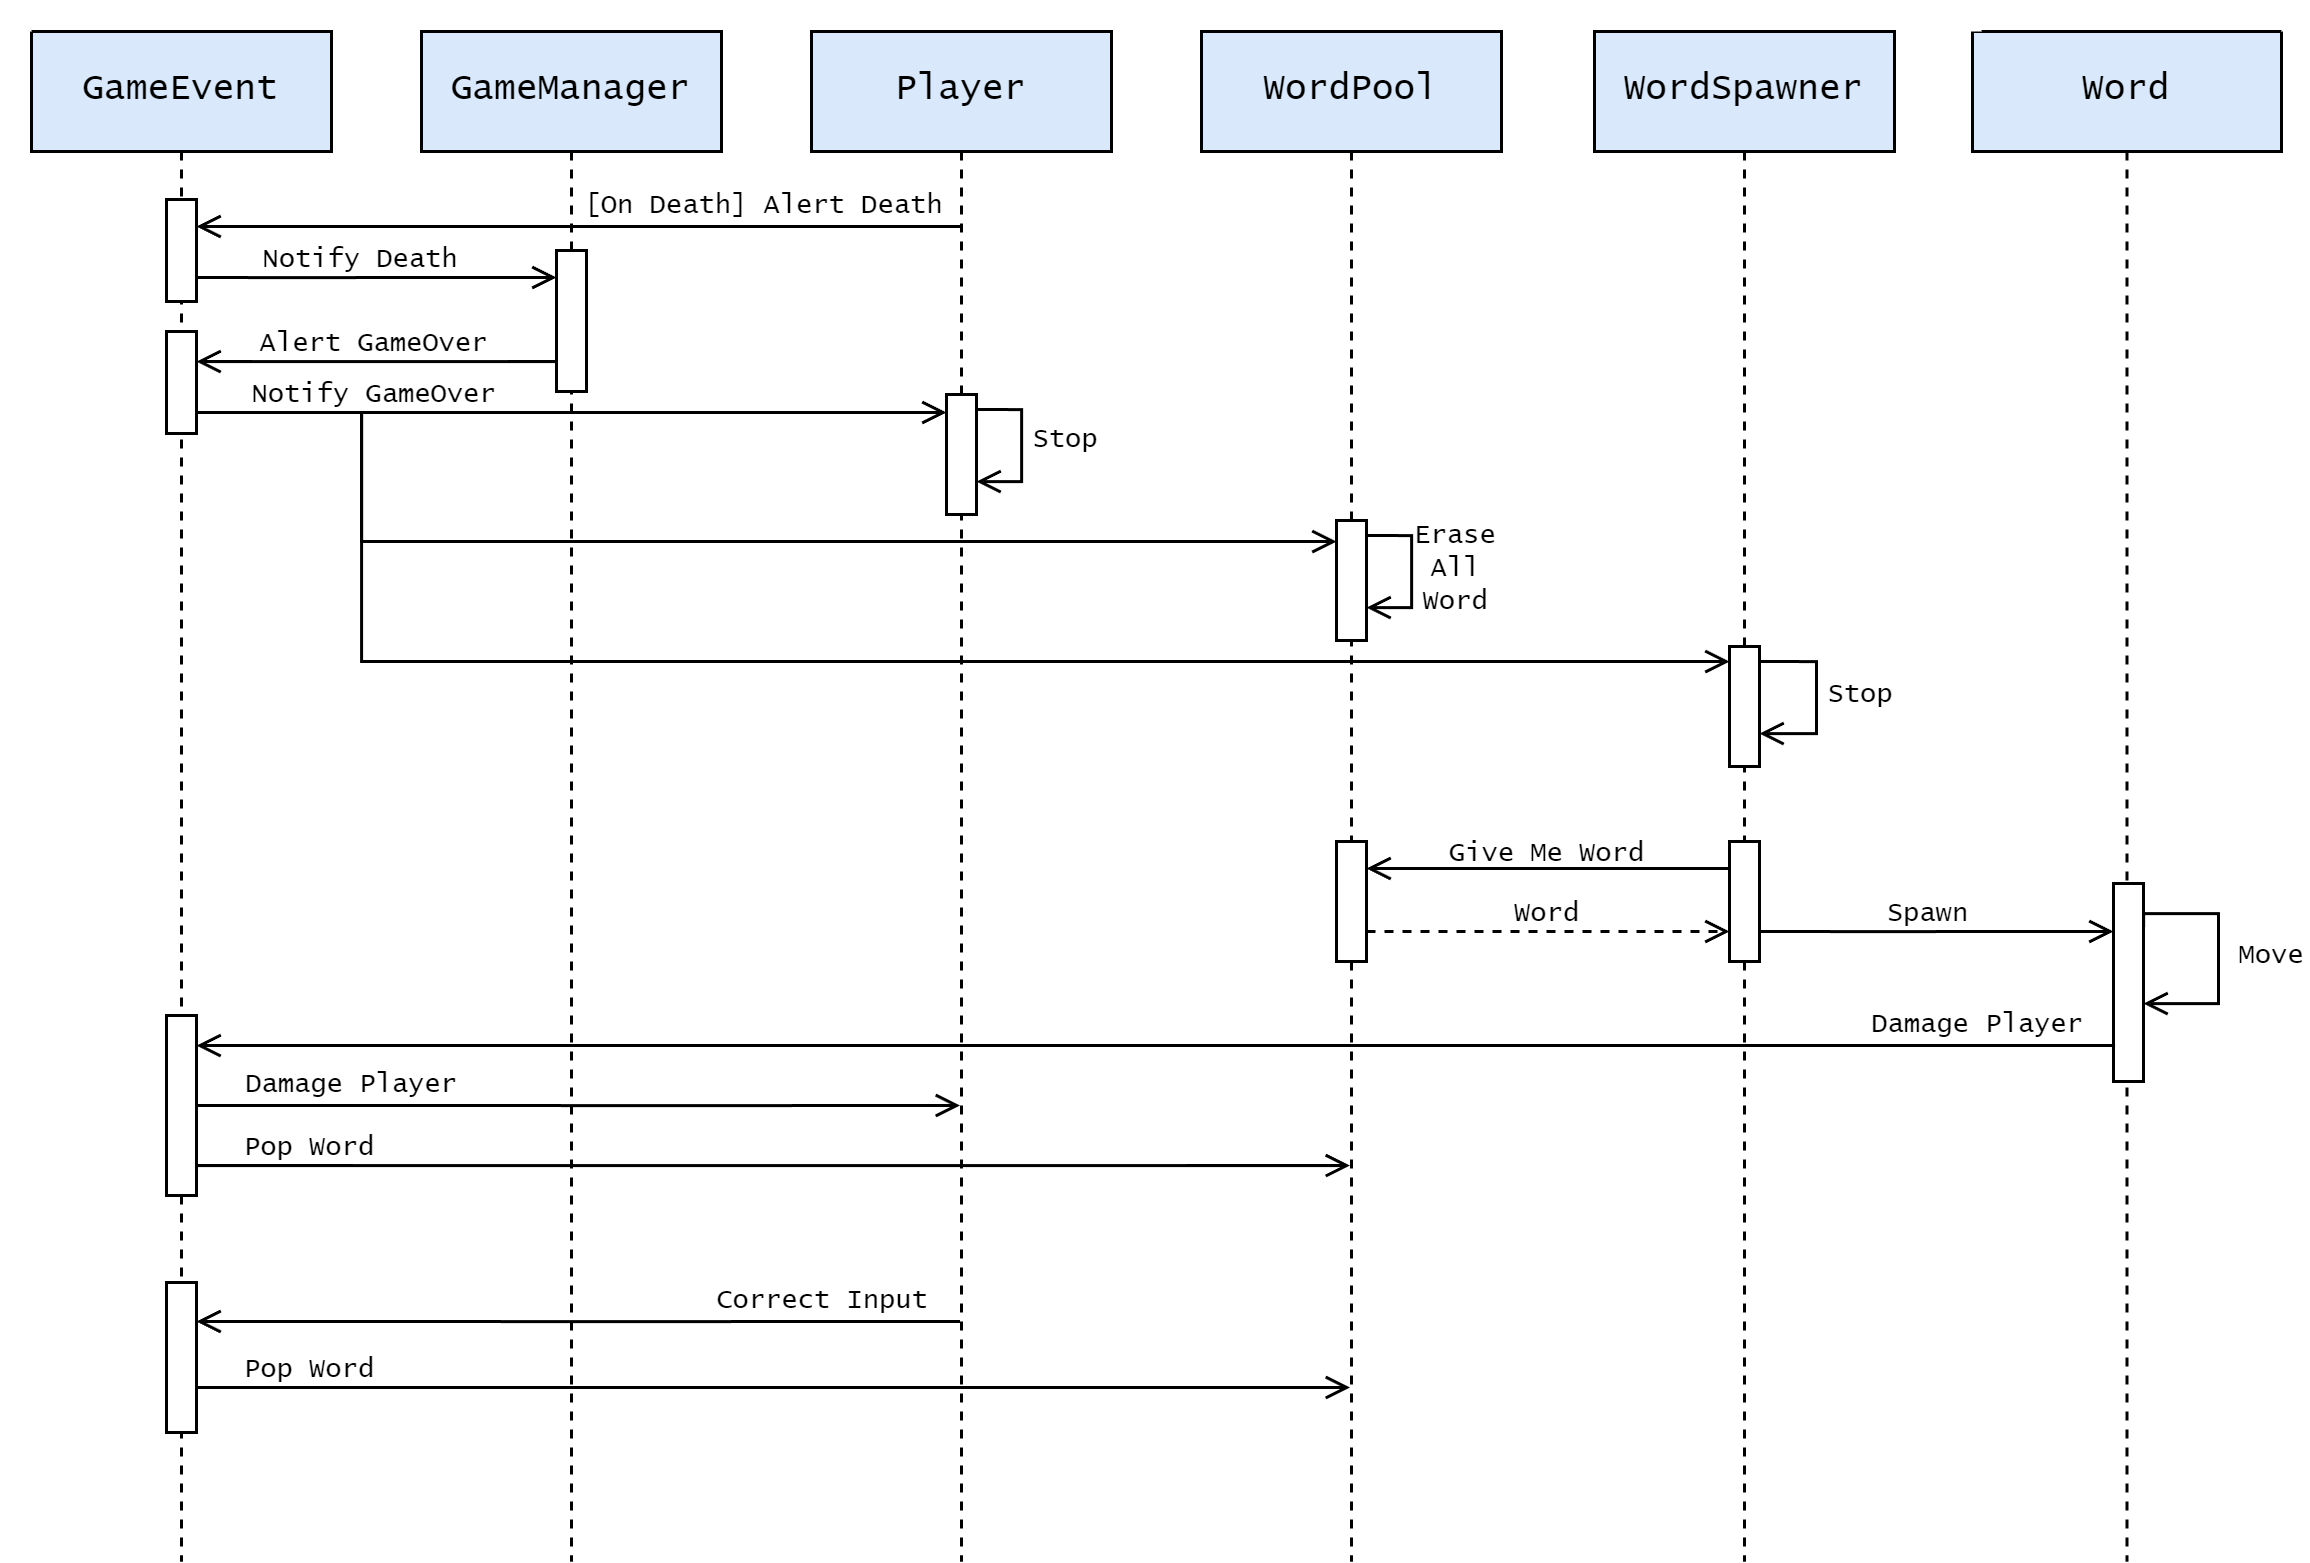 GameEvent
GameManager
Player
WordPool
WordSpawner
Word
[On Death] Alert Death
Notify Death
Alert GameOver
Notify GameOver
Stop
Erase
All
Word
Stop
Give Me Word
Word
Spawn
Move
Damage Player
Damage Player
Pop Word
Correct Input
Pop Word